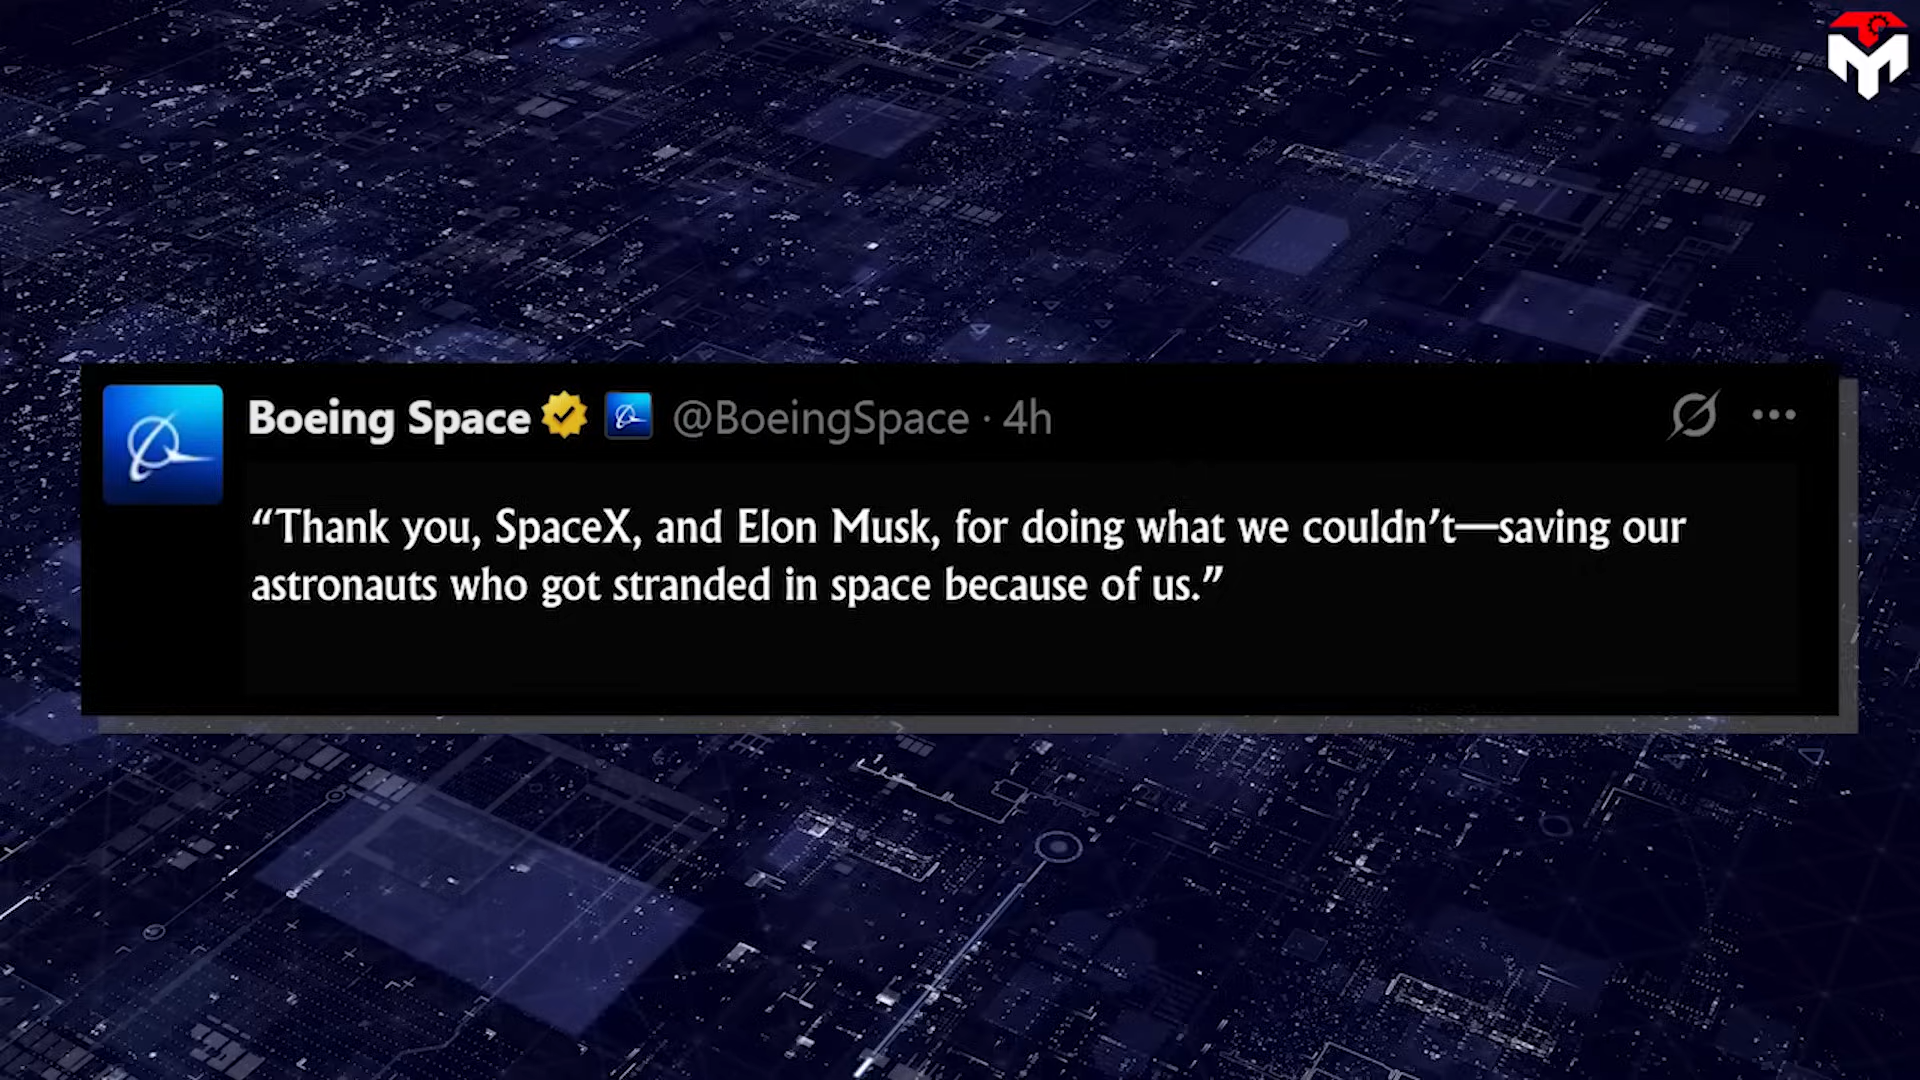 Boeing Space @BoeingSpace · 4h
“Thank you, SpaceX, and Elon Musk, for doing what we couldn’t—saving our
astronauts who got stranded in space because of us.”